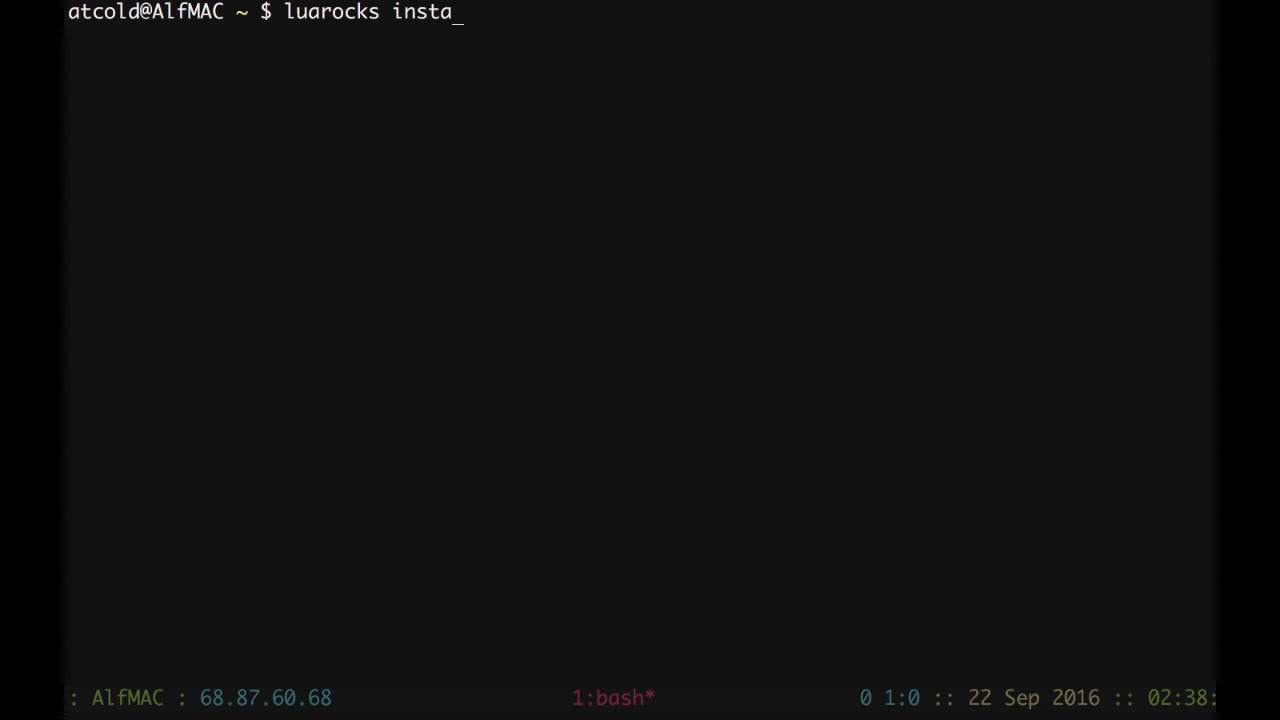 atcold@AlfMAC ~ $ luarocks insta_
: AlfMAC : 68.87.60.68 1:bash* 0 1:0 :: 22 Sep 2016 :: 02:38: